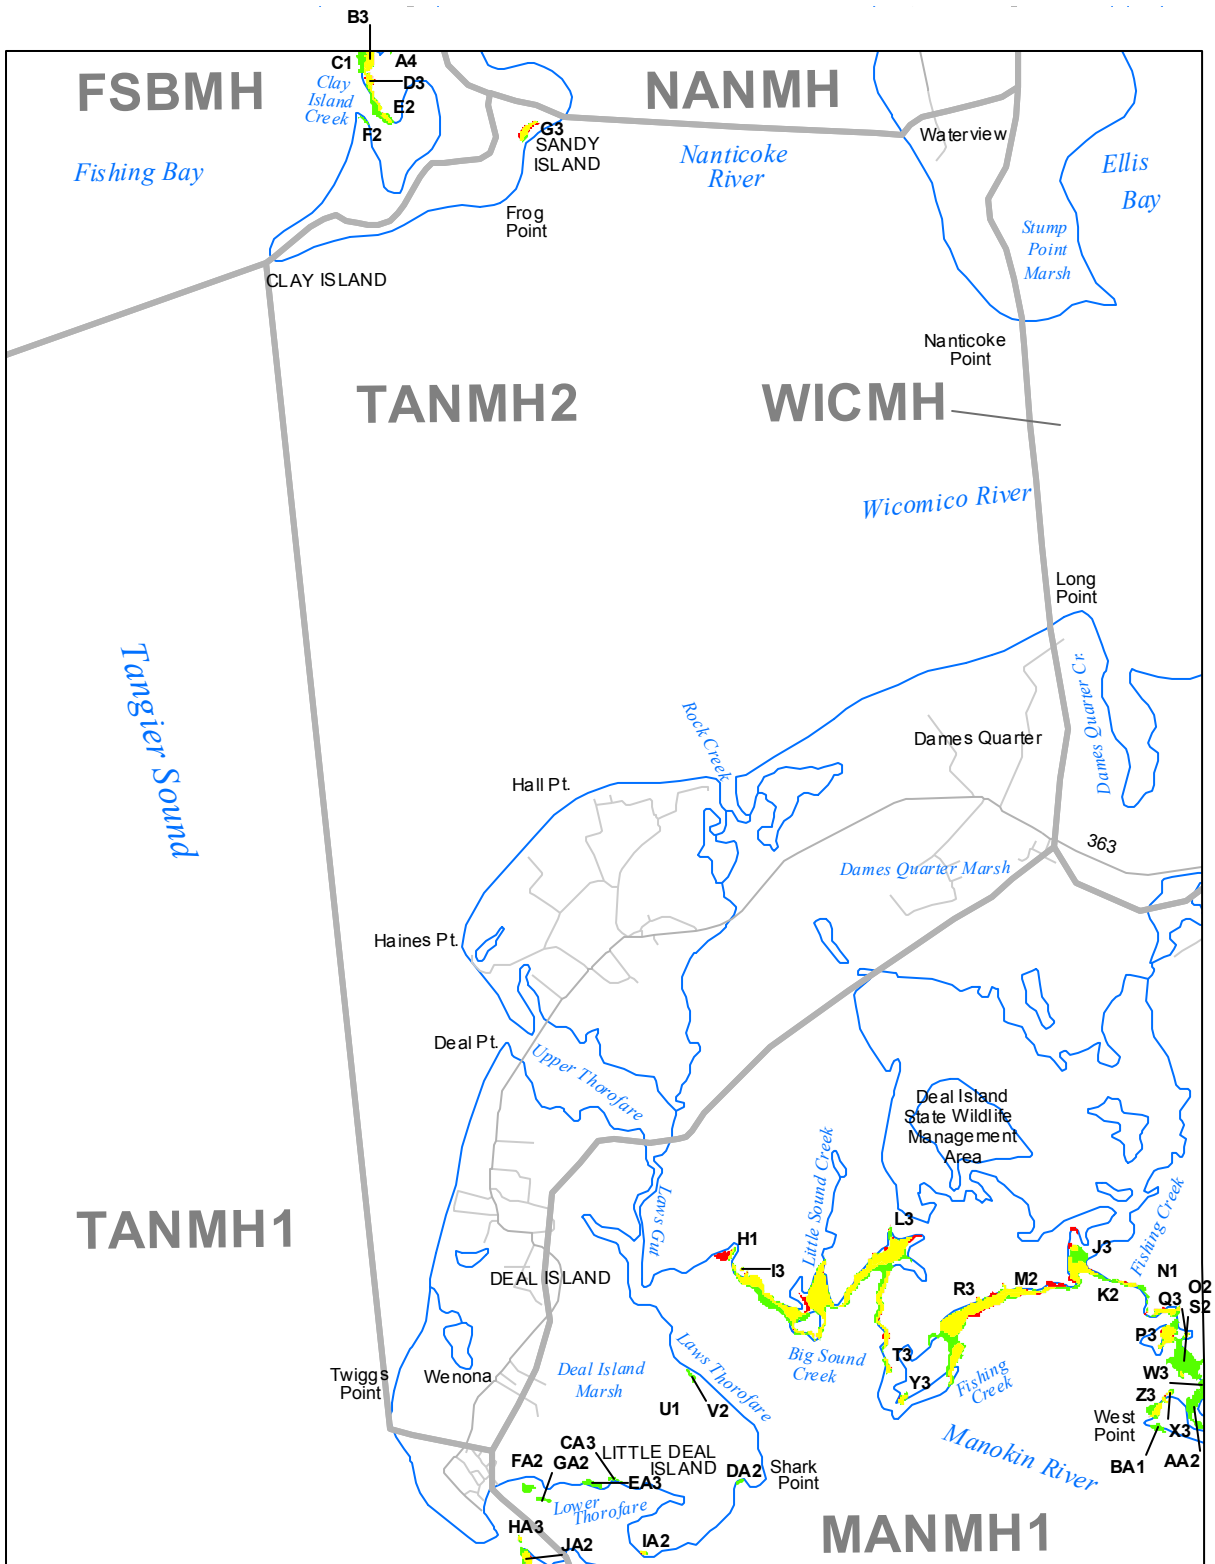 B3
C1
A4
FSBMH
Clay
Island
Creek
D3
E2
F2
NANMH
G3
SANDY
ISLAND
Waterview
Fishing Bay
Nanticoke
River
Ellis
Bay
Frog
Point
Stump
Point
Marsh
CLAY ISLAND
Nanticoke
Point
TANMH2
WICMH
Wicomico River
Long
Point
Tangier Sound
Dames Quarter Cr.
Rock Creek
Dames Quarter
Hall Pt.
363
Dames Quarter Marsh
Haines Pt.
Deal Pt.
Upper Thorofare
Deal Island
State Wildlife
Management
Area
Little Sound Creek
Laws Gut
Fishing Creek
TANMH1
L3
H1
I3
J3
DEAL ISLAND
R3
M2
K2
N1
O2
Q3
S2
P3
Big Sound
Creek
T3
Laws Thorofare
Twiggs
Point
Wenona
Deal Island
Marsh
Y3
Fishing
Creek
W3
Z3
U1
V2
West
Point
X3
Manokin River
BA1
AA2
CA3
FA2
GA2
LITTLE DEAL
ISLAND
EA3
DA2
Shark
Point
Lower
Thorofare
HA3
JA2
IA2
MANMH1